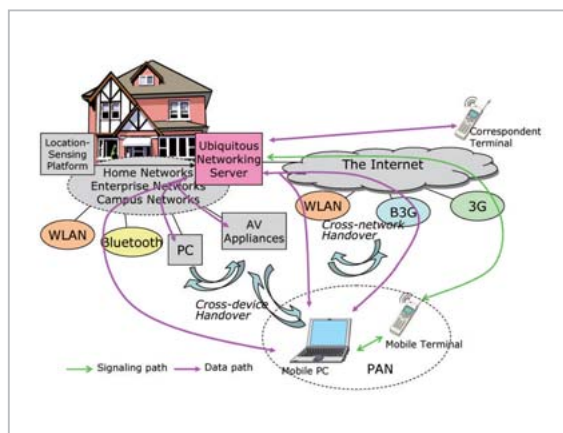 Location-
Sensing
Platform
Ubiquitous
Networking
Server
Correspondent
Terminal
Home Networks
Enterprise Networks
Campus Networks
The Internet
WLAN
Bluetooth
PC
AV
Appliances
WLAN
B3G
3G
Cross-network
Handover
Cross-device
Handover
Mobile Terminal
Mobile PC
PAN
Signaling path
Data path